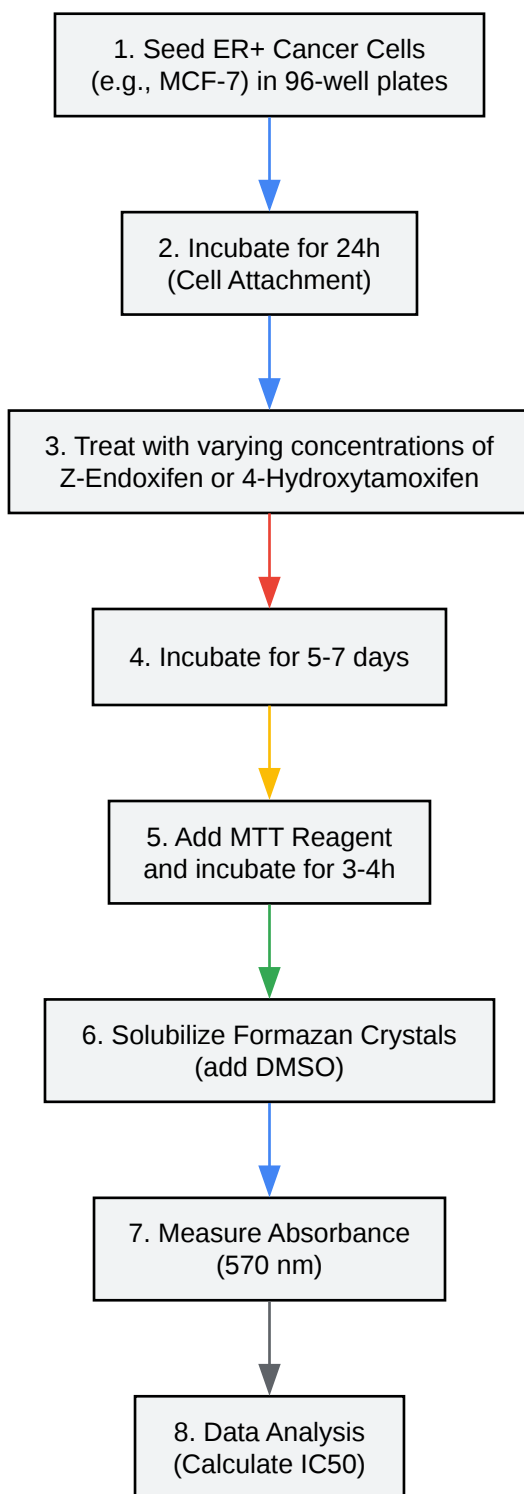 1. Seed ER+ Cancer Cells
(e.g., MCF-7) in 96-well plates
2. Incubate for 24h
(Cell Attachment)
3. Treat with varying concentrations of
Z-Endoxifen or 4-Hydroxytamoxifen
4. Incubate for 5-7 days
5. Add MTT Reagent
and incubate for 3-4h
6. Solubilize Formazan Crystals
(add DMSO)
7. Measure Absorbance
(570 nm)
8. Data Analysis
(Calculate IC50)